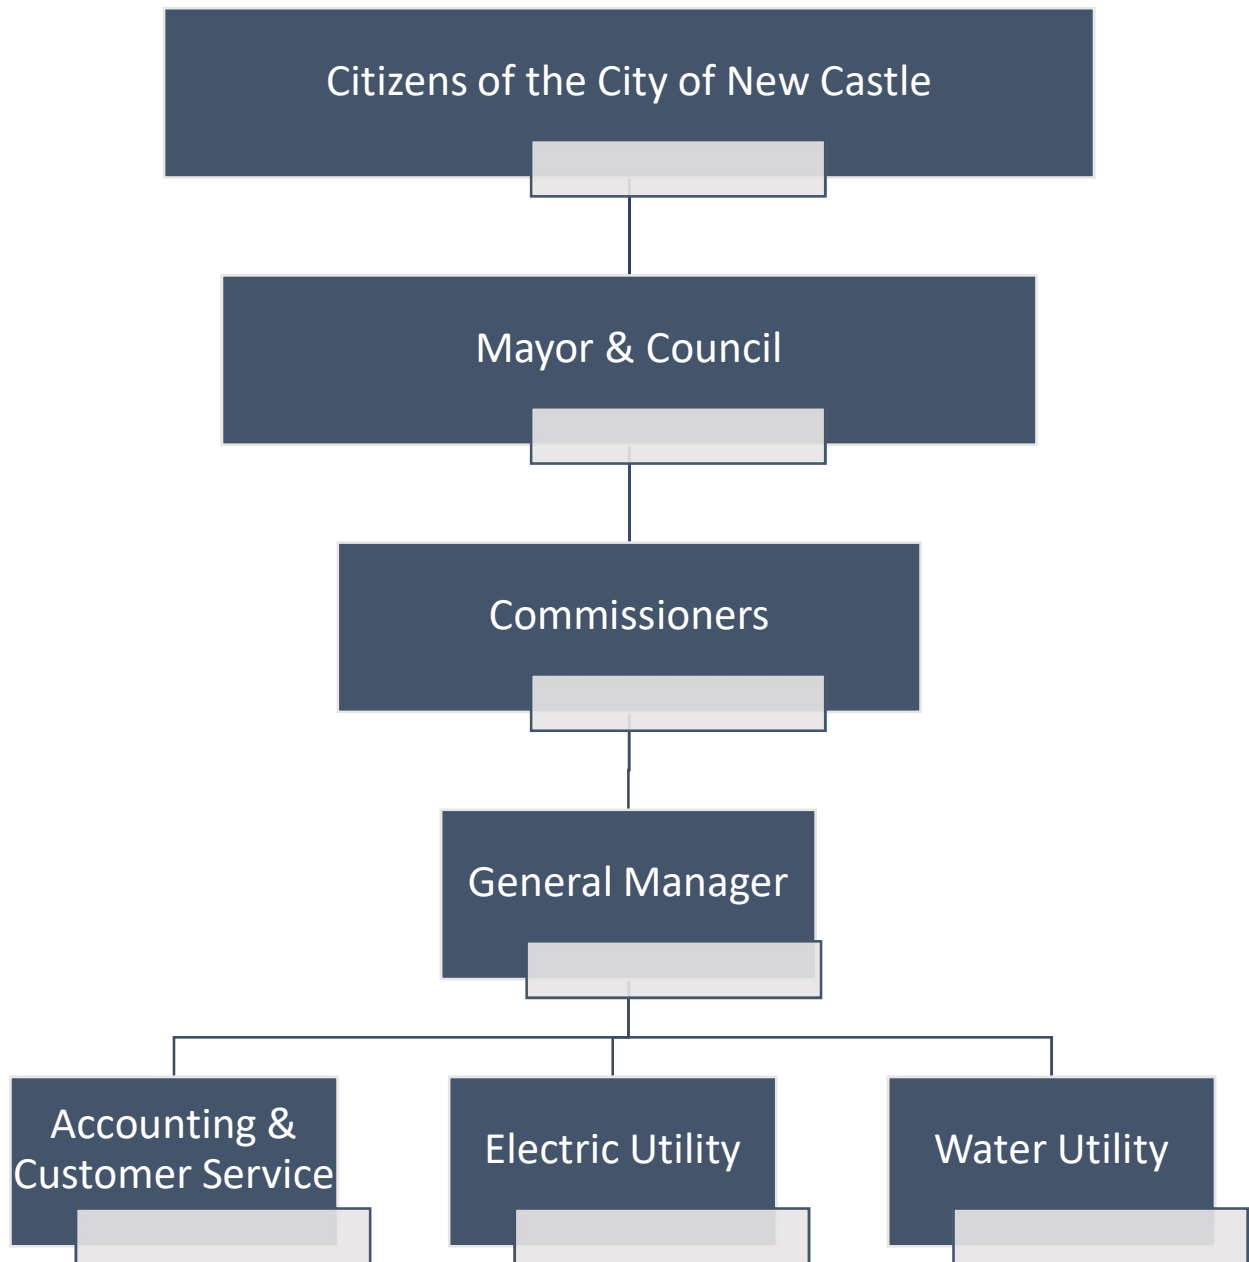 Citizens of the City of New Castle
Mayor & Council
Commissioners
General Manager
Accounting &
Customer Service
Electric Utility
Water Utility